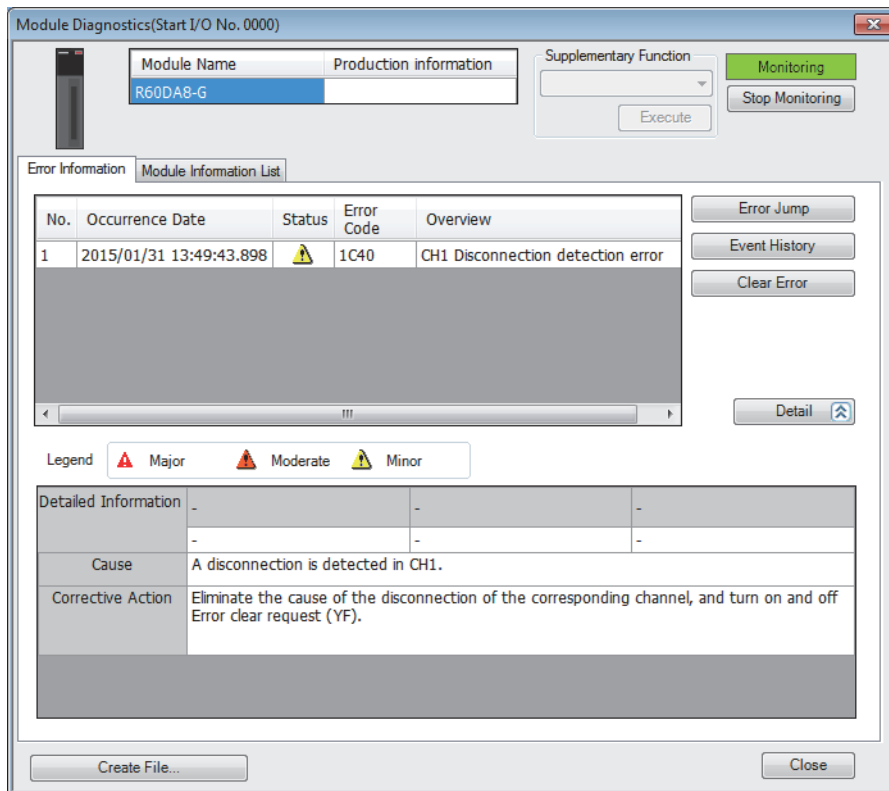 Module Diagnostics(Start I/O No. 0000)
Module Name Production information
R60DA8-G
Supplementary Function
Execute
Monitoring
Stop Monitoring
Error Information Module Information List
No. Occurrence Date Status Error Code Overview
1 2015/01/31 13:49:43.898 1C40 CH1 Disconnection detection error
Error Jump
Event History
Clear Error
Detail
Legend Major Moderate Minor
Detailed Information - - -
- - -
Cause A disconnection is detected in CH1.
Corrective Action Eliminate the cause of the disconnection of the corresponding channel, and turn on and off
Error clear request (YF).
Create File...
Close